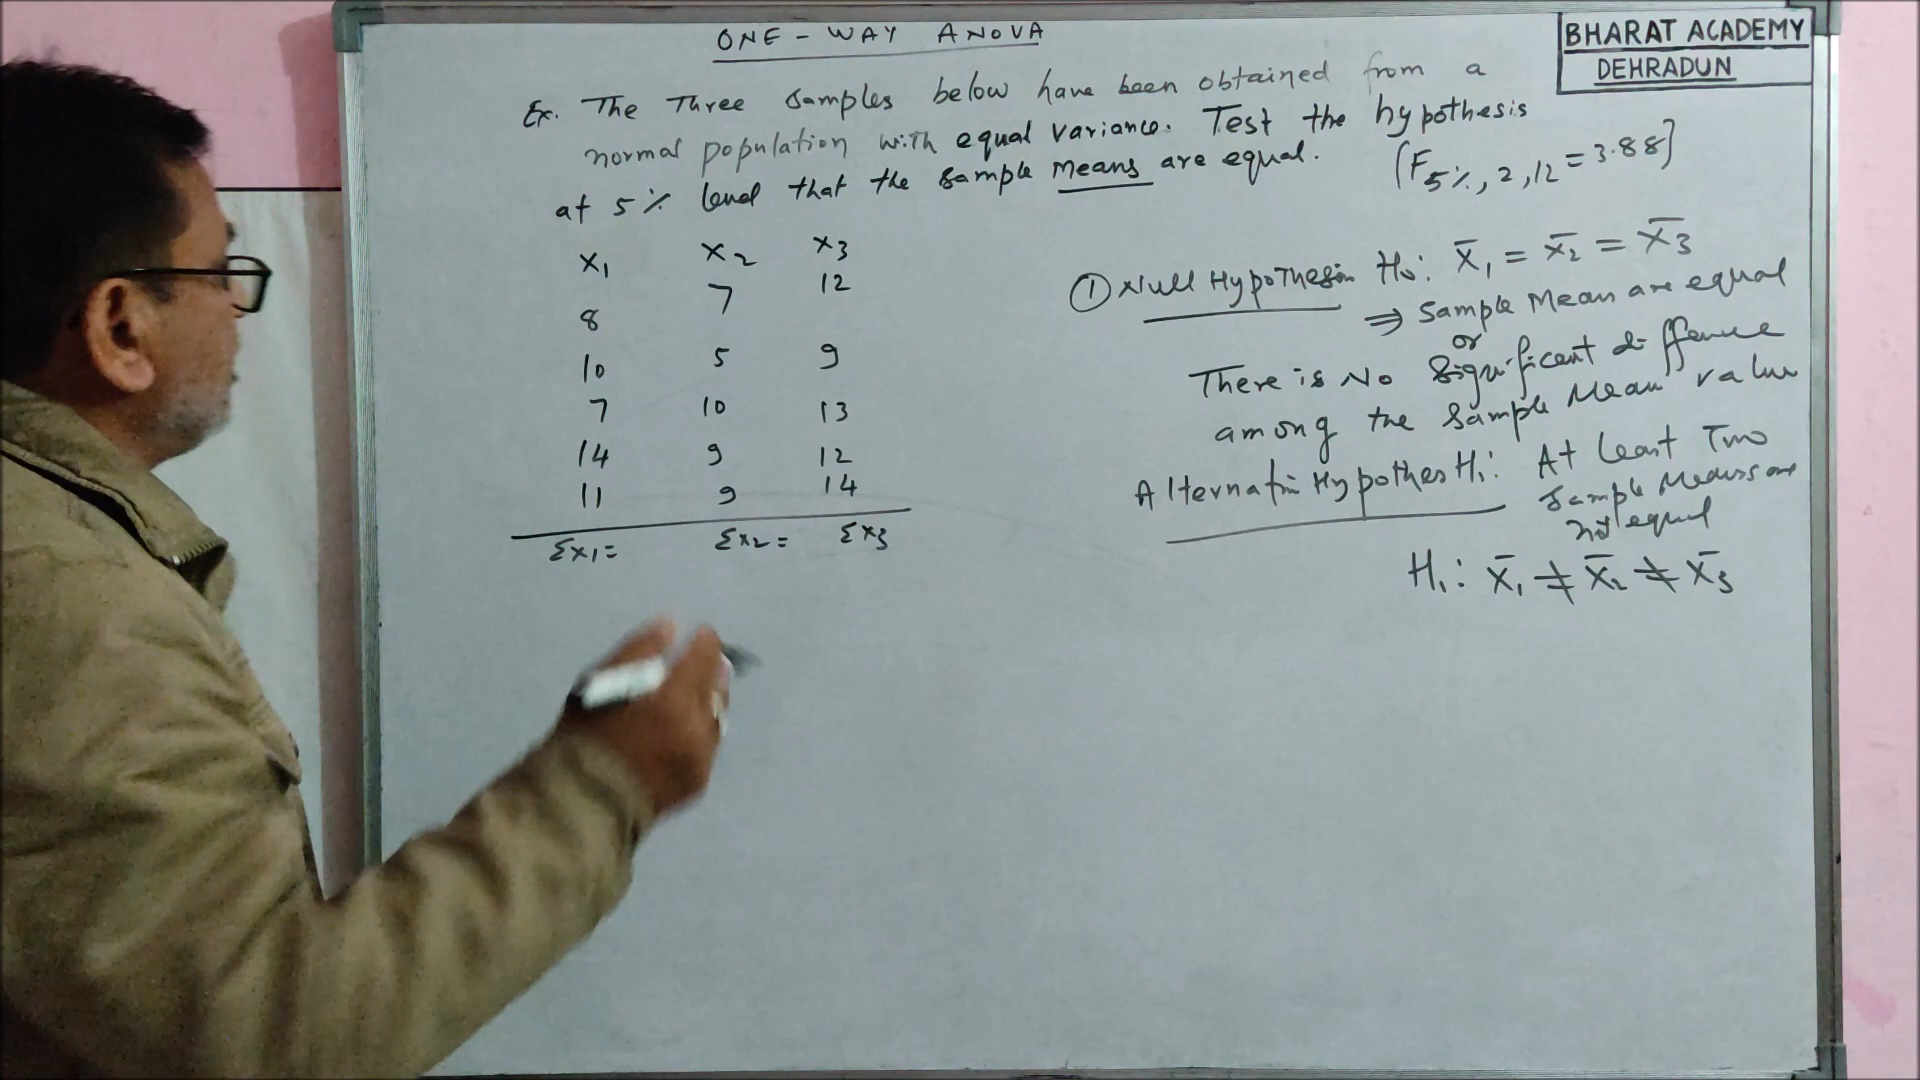 ONE - WAY ANOVA
BHARAT ACADEMY
DEHRADUN
Ex. The Three Samples below have been obtained from a
normal population with equal variance. Test the hypothesis
at 5% level that the sample Means are equal.
(F5%, 2, 12 = 3.88]
X1 X2 X3
8 7 12
10 5 9
7 10 13
14 9 12
11 9 14
Σx1= Σx2= Σx3
① Null Hypothesis Ho: X̄1 = X̄2 = X̄3
⇒ Sample Mean are equal
or
There is No Significant difference
among the Sample Mean value
Alternatin Hypothes H1: At least Two
Sample Means are
not equal
H1: X̄1 ≠ X̄2 ≠ X̄3